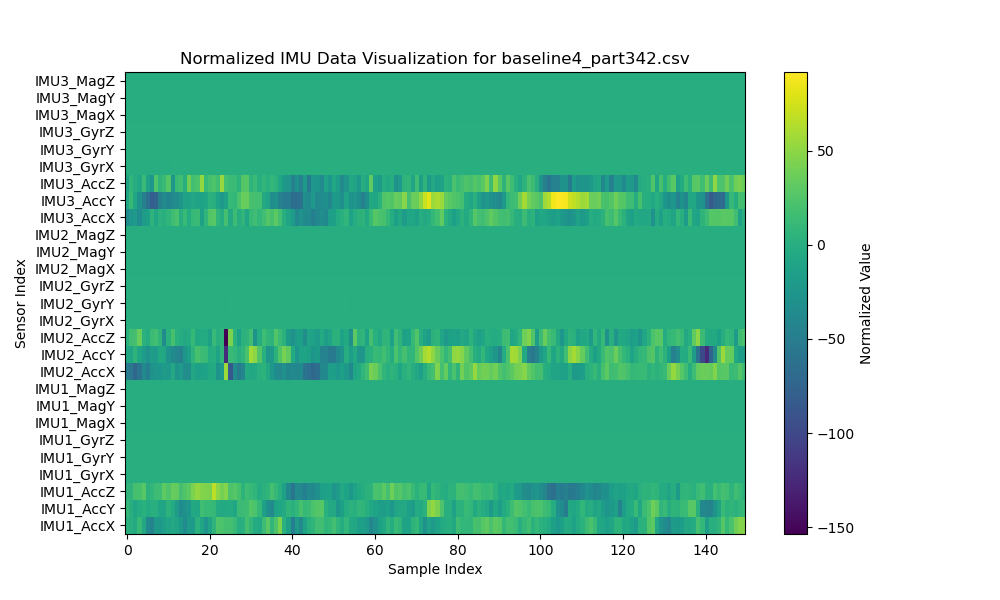 Normalized IMU Data Visualization for baseline4_part342.csv
IMU3_MagZ
IMU3_MagY
IMU3_MagX
IMU3_GyrZ
IMU3_GyrY
IMU3_GyrX
IMU3_AccZ
IMU3_AccY
IMU3_AccX
IMU2_MagZ
IMU2_MagY
IMU2_MagX
IMU2_GyrZ
IMU2_GyrY
IMU2_GyrX
IMU2_AccZ
IMU2_AccY
IMU2_AccX
IMU1_MagZ
IMU1_MagY
IMU1_MagX
IMU1_GyrZ
IMU1_GyrY
IMU1_GyrX
IMU1_AccZ
IMU1_AccY
IMU1_AccX
Sensor Index
0 20 40 60 80 100 120 140
Sample Index
50
0
−50
−100
−150
Normalized Value